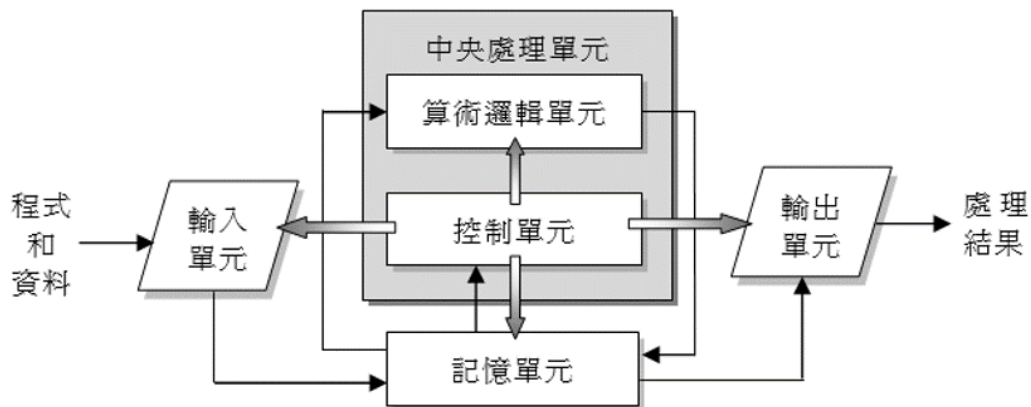 中央處理單元
算術邏輯單元
程式
和
資料
輸入
單元
控制單元
輸出
單元
處理
結果
記憶單元